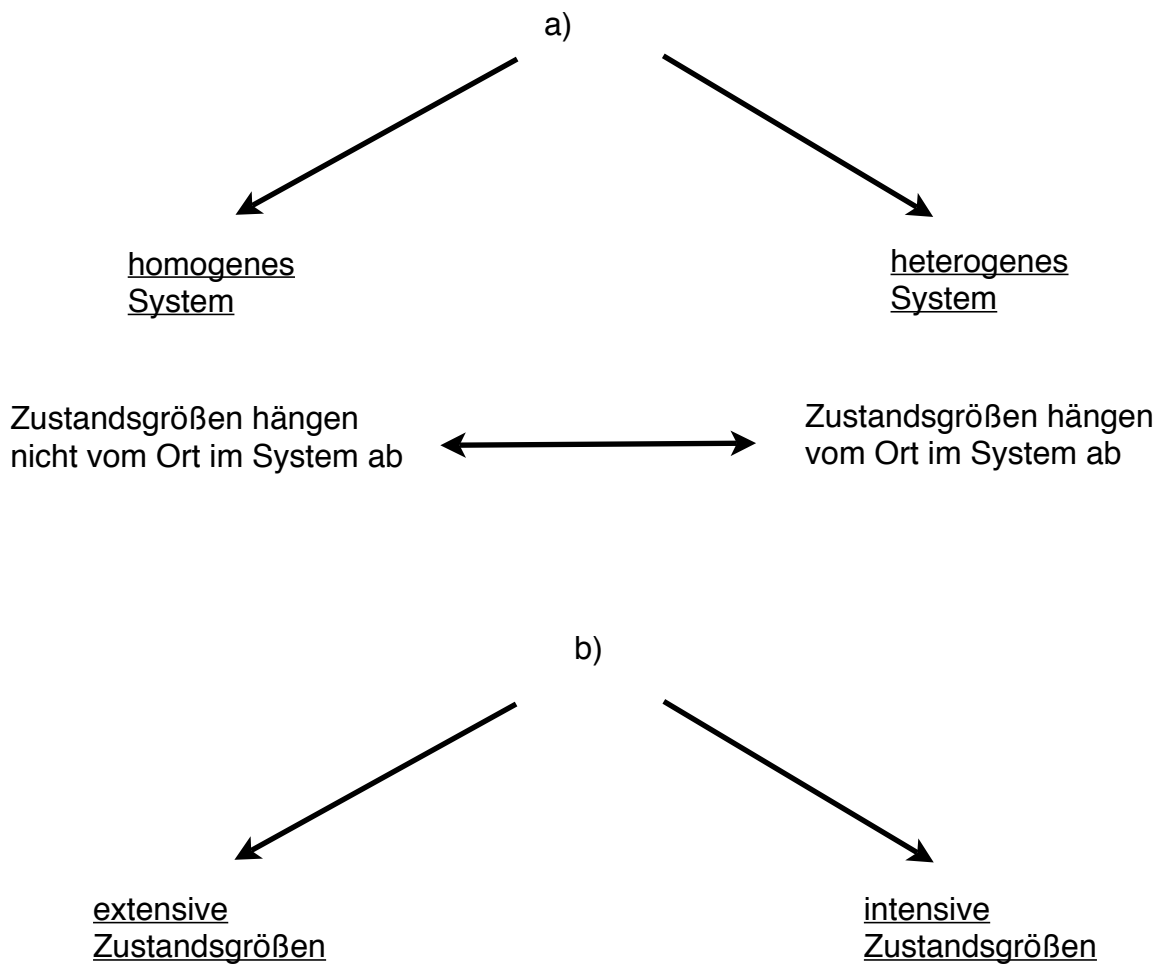 a)
homogenes
System
heterogenes
System
Zustandsgrößen hängen
nicht vom Ort im System ab
Zustandsgrößen hängen
vom Ort im System ab
b)
extensive
Zustandsgrößen
intensive
Zustandsgrößen